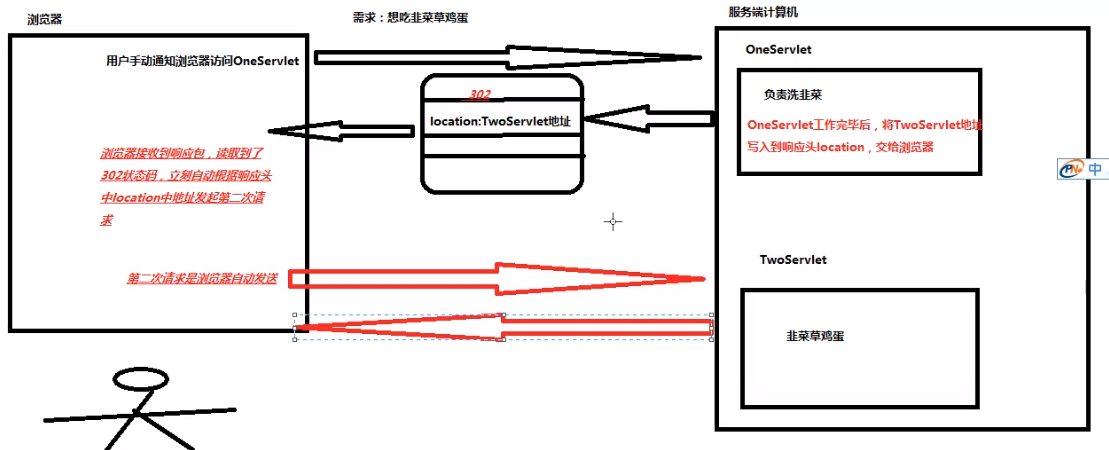 浏览器
需求：想吃韭菜草鸡蛋
服务端计算机
用户手动通知浏览器访问OneServlet
OneServlet
302
location:TwoServlet地址
负责洗韭菜
OneServlet工作完毕后，将TwoServlet地址
写入到响应头location，交给浏览器
浏览器接收到响应包，读取到了
302状态码，立刻自动根据响应头
中location中地址发起第二次请
求
中
TwoServlet
第二次请求是浏览器自动发送
韭菜草鸡蛋